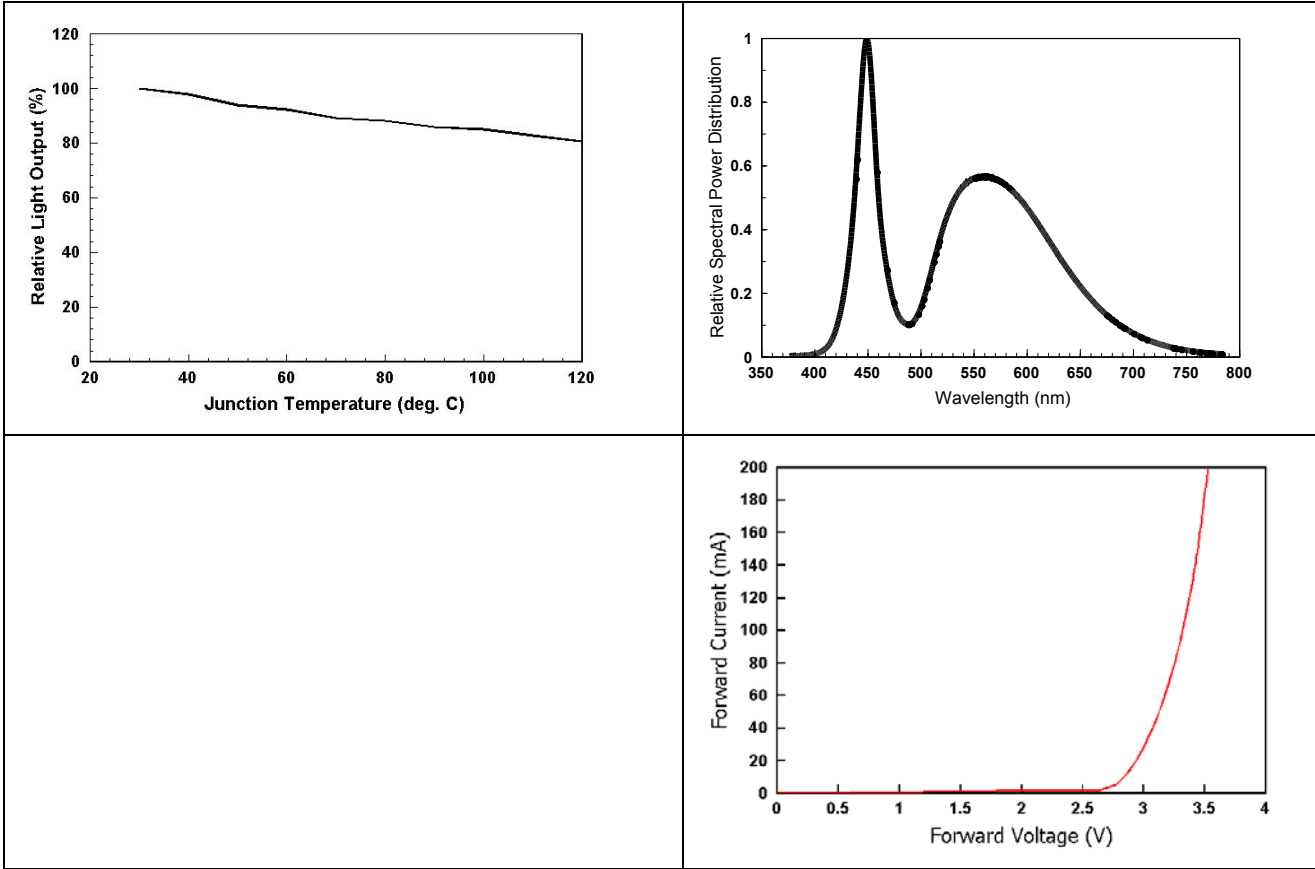 120
100
80
60
40
20
0
20 40 60 80 100 120
Relative Light Output (%)
Junction Temperature (deg. C)
1
0.8
0.6
0.4
0.2
0
350 400 450 500 550 600 650 700 750 800
Relative Spectral Power Distribution
Wavelength (nm)
200
180
160
140
120
100
80
60
40
20
0
0 0.5 1 1.5 2 2.5 3 3.5 4
Forward Current (mA)
Forward Voltage (V)